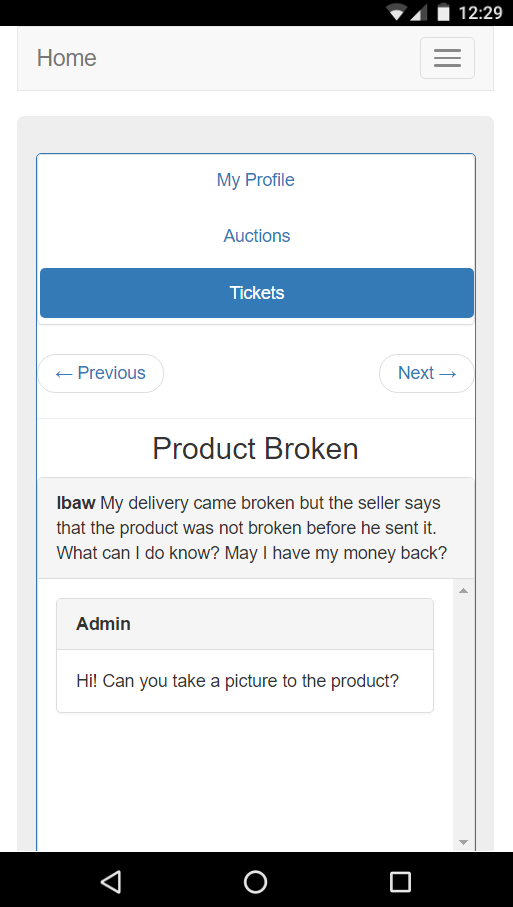 12:29
Home
My Profile
Auctions
Tickets
← Previous
Next →
Product Broken
lbaw My delivery came broken but the seller says
that the product was not broken before he sent it.
What can I do know? May I have my money back?
Admin
Hi! Can you take a picture to the product?